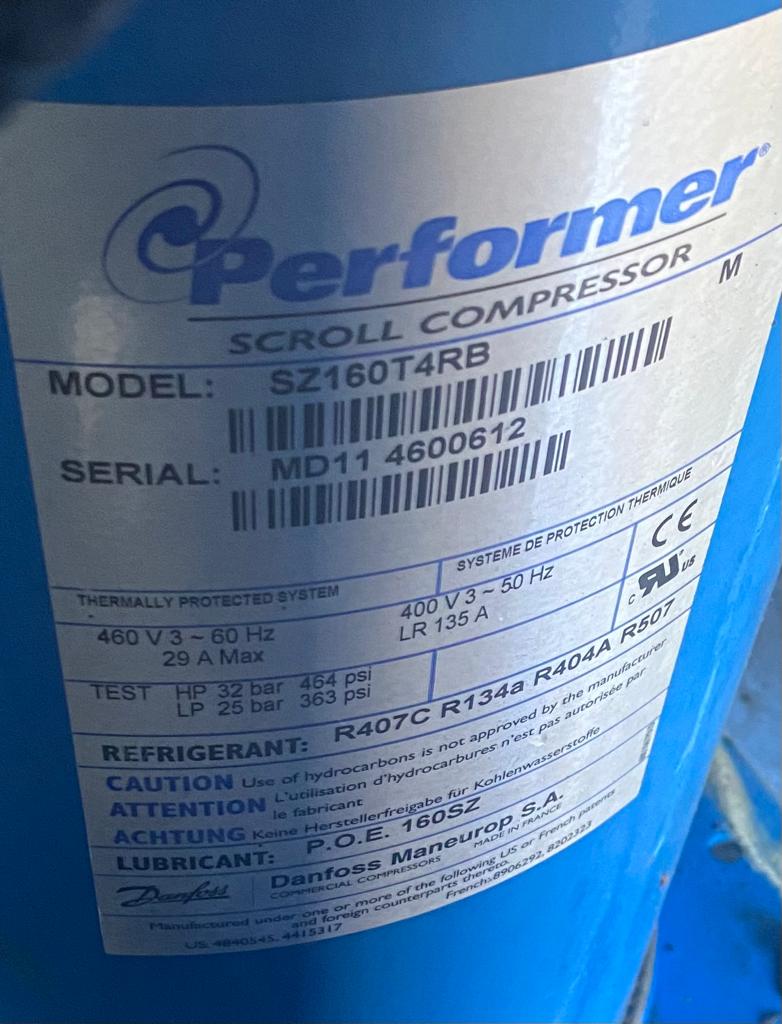 Performer®
SCROLL COMPRESSOR
M
MODEL: SZ160T4RB
SERIAL: MD11 4600612
THERMALLY PROTECTED SYSTEM
SYSTEME DE PROTECTION THERMIQUE
460 V 3 ~ 60 Hz
29 A Max
400 V 3 ~ 50 Hz
LR 135 A
CE
c RU us
TEST HP 32 bar 464 psi
LP 25 bar 363 psi
REFRIGERANT: R407C R134a R404A R507
CAUTION Use of hydrocarbons is not approved by the manufacturer
ATTENTION L'utilisation d'hydrocarbures n'est pas autorisée par
le fabricant
ACHTUNG Keine Herstellerfreigabe für Kohlenwasserstoffe
LUBRICANT: P.O.E. 160SZ
Danfoss
Danfoss Maneurop S.A.
COMMERCIAL COMPRESSORS MADE IN FRANCE
Manufactured under one or more of the following US or French patents
and foreign counterparts thereto.
US: 4840545, 4415317 French: 8906292, 8202323